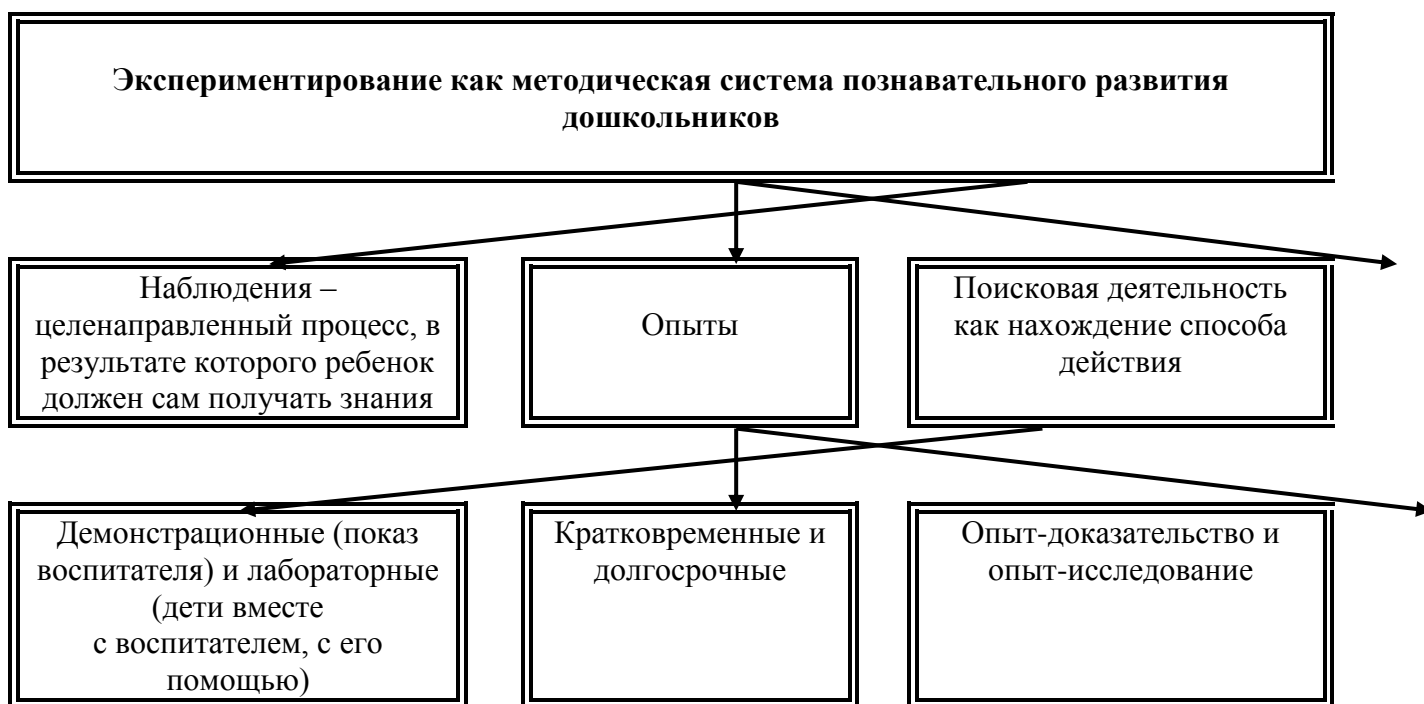 Экспериментирование как методическая система познавательного развития
дошкольников
Наблюдения –
целенаправленный процесс, в
результате которого ребенок
должен сам получать знания
Опыты
Поисковая деятельность
как нахождение способа
действия
Демонстрационные (показ
воспитателя) и лабораторные
(дети вместе
с воспитателем, с его
помощью)
Кратковременные и
долгосрочные
Опыт-доказательство и
опыт-исследование